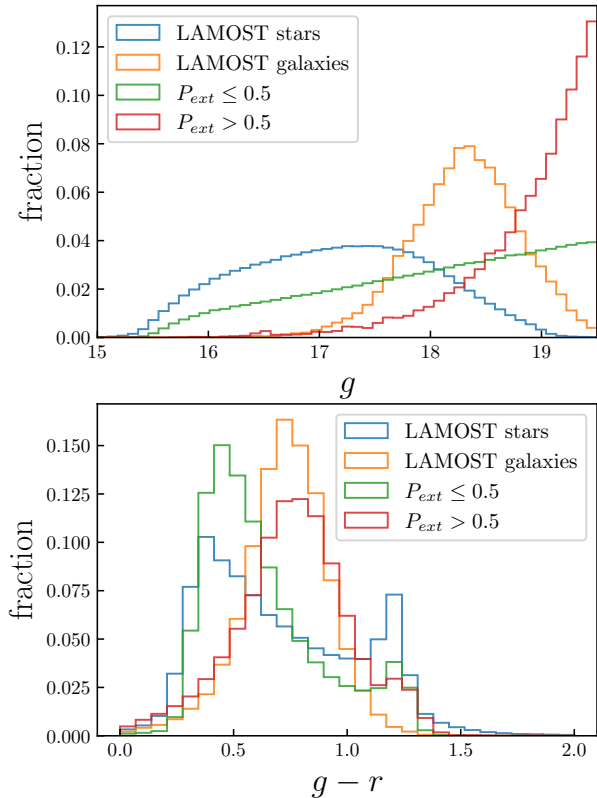 0.12
0.10
0.08
0.06
0.04
0.02
0.00
fraction
LAMOST stars
LAMOST galaxies
P_ext ≤ 0.5
P_ext > 0.5
15 16 17 18 19
g
0.150
0.125
0.100
0.075
0.050
0.025
0.000
fraction
LAMOST stars
LAMOST galaxies
P_ext ≤ 0.5
P_ext > 0.5
0.0 0.5 1.0 1.5 2.0
g − r